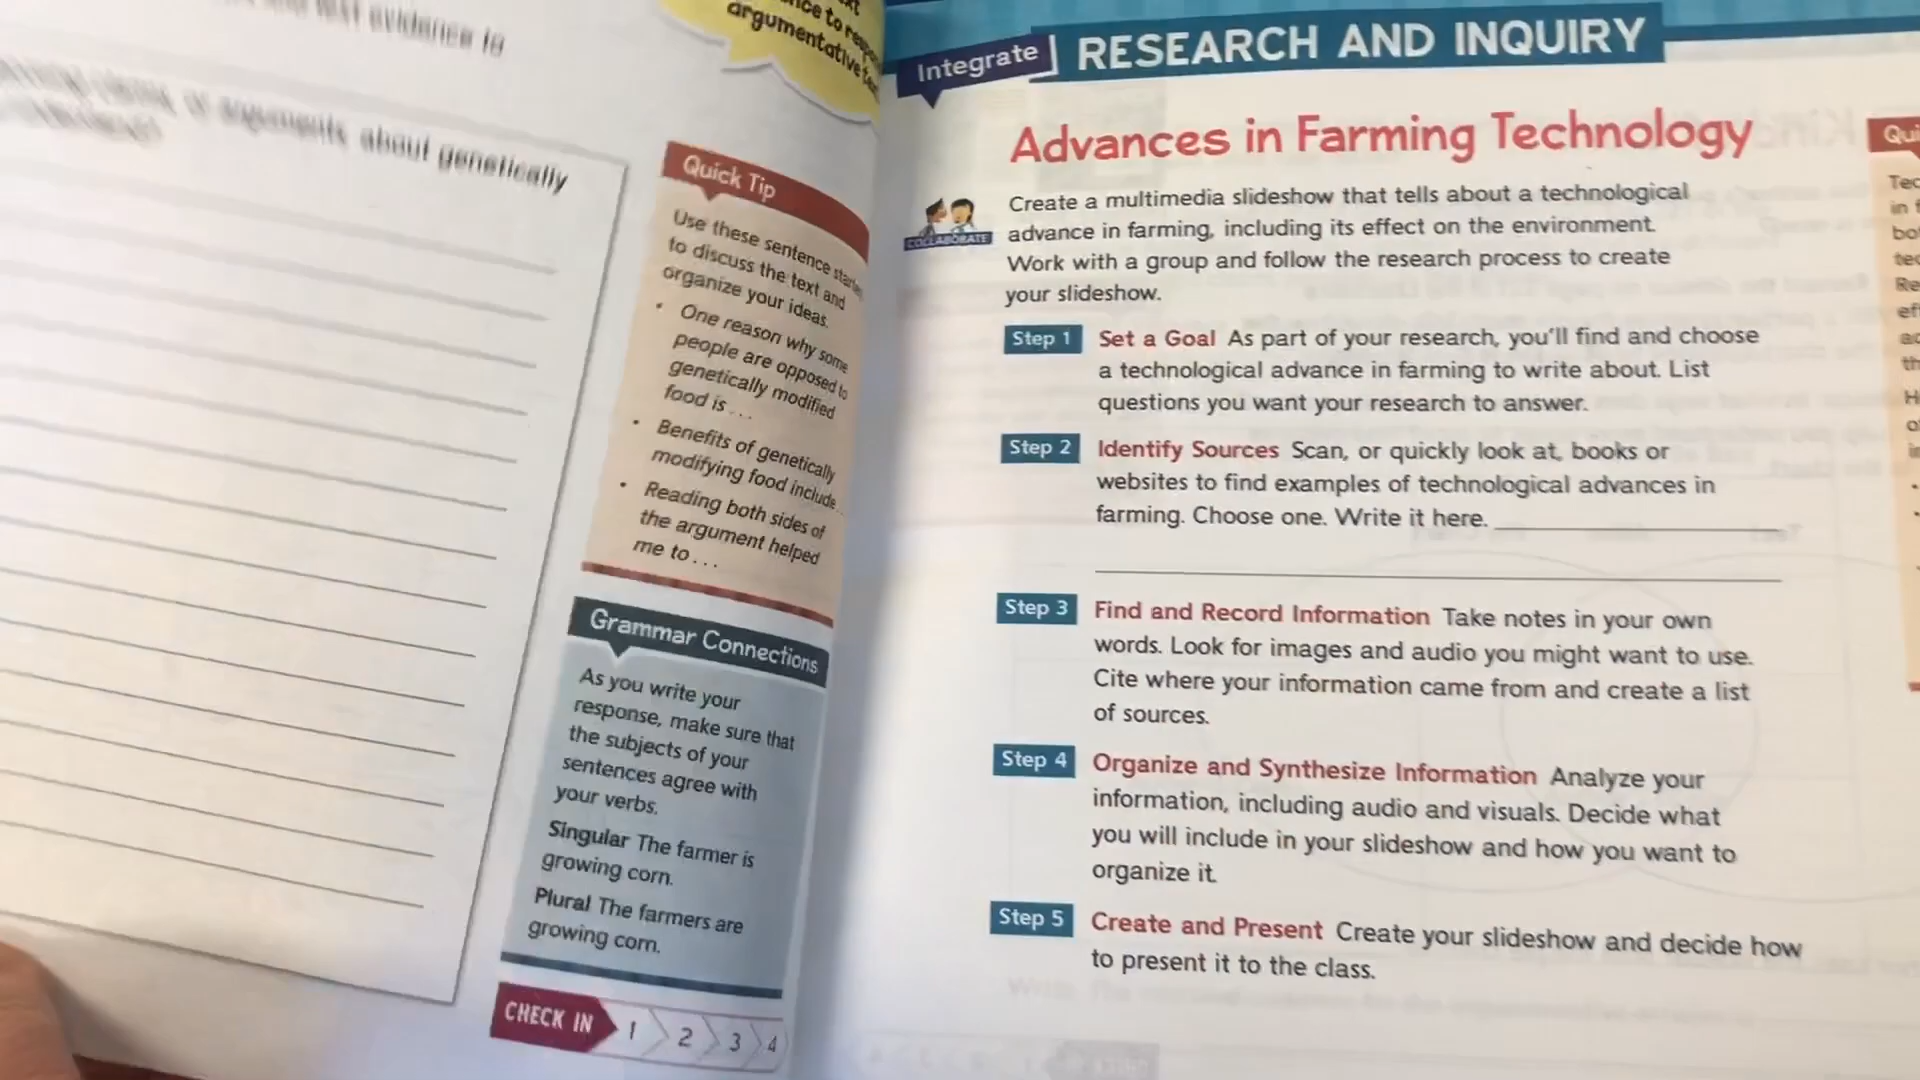 text evidence to
arguments about genetically
argumentative
Quick Tip
Use these sentence
to discuss the text and
organize your ideas.
• One reason why some
people are opposed to
genetically modified
food is ...
• Benefits of genetically
modifying food include
• Reading both sides of
the argument helped
me to ...
Grammar Connections
As you write your
response, make sure that
the subjects of your
sentences agree with
your verbs.
Singular The farmer is
growing corn.
Plural The farmers are
growing corn.
CHECK IN 1 2 3 4
Integrate RESEARCH AND INQUIRY
Advances in Farming Technology
COLLABORATE
Create a multimedia slideshow that tells about a technological
advance in farming, including its effect on the environment.
Work with a group and follow the research process to create
your slideshow.
Step 1 Set a Goal As part of your research, you'll find and choose
a technological advance in farming to write about. List
questions you want your research to answer.
Step 2 Identify Sources Scan, or quickly look at, books or
websites to find examples of technological advances in
farming. Choose one. Write it here.
Step 3 Find and Record Information Take notes in your own
words. Look for images and audio you might want to use.
Cite where your information came from and create a list
of sources.
Step 4 Organize and Synthesize Information Analyze your
information, including audio and visuals. Decide what
you will include in your slideshow and how you want to
organize it.
Step 5 Create and Present Create your slideshow and decide how
to present it to the class.